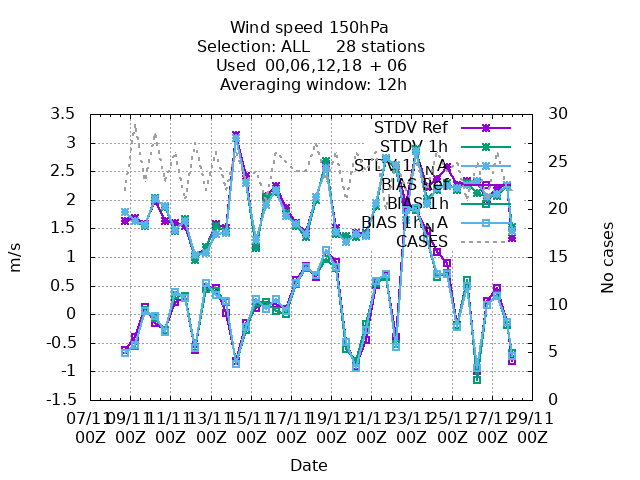 Wind speed 150hPa
Selection: ALL 28 stations
Used 00,06,12,18 + 06
Averaging window: 12h
3.5
3
2.5
2
1.5
1
0.5
0
-0.5
-1
-1.5
30
25
20
15
10
5
0
STDV Ref
STDV 1h
STDV 1h_NA
BIAS Ref
BIAS 1h
BIAS 1h_NA
CASES
m/s
No cases
07/11 09/11 11/11 13/11 15/11 17/11 19/11 21/11 23/11 25/11 27/11 29/11
00Z 00Z 00Z 00Z 00Z 00Z 00Z 00Z 00Z 00Z 00Z 00Z
Date